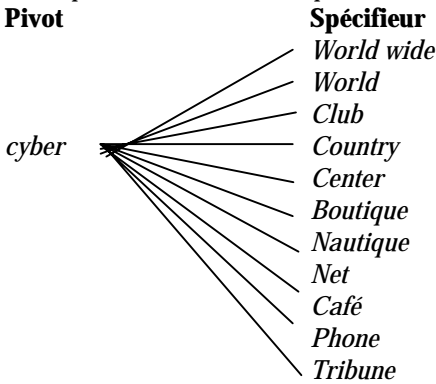 Pivot Spécifieur
World wide
World
Club
cyber Country
Center
Boutique
Nautique
Net
Café
Phone
Tribune